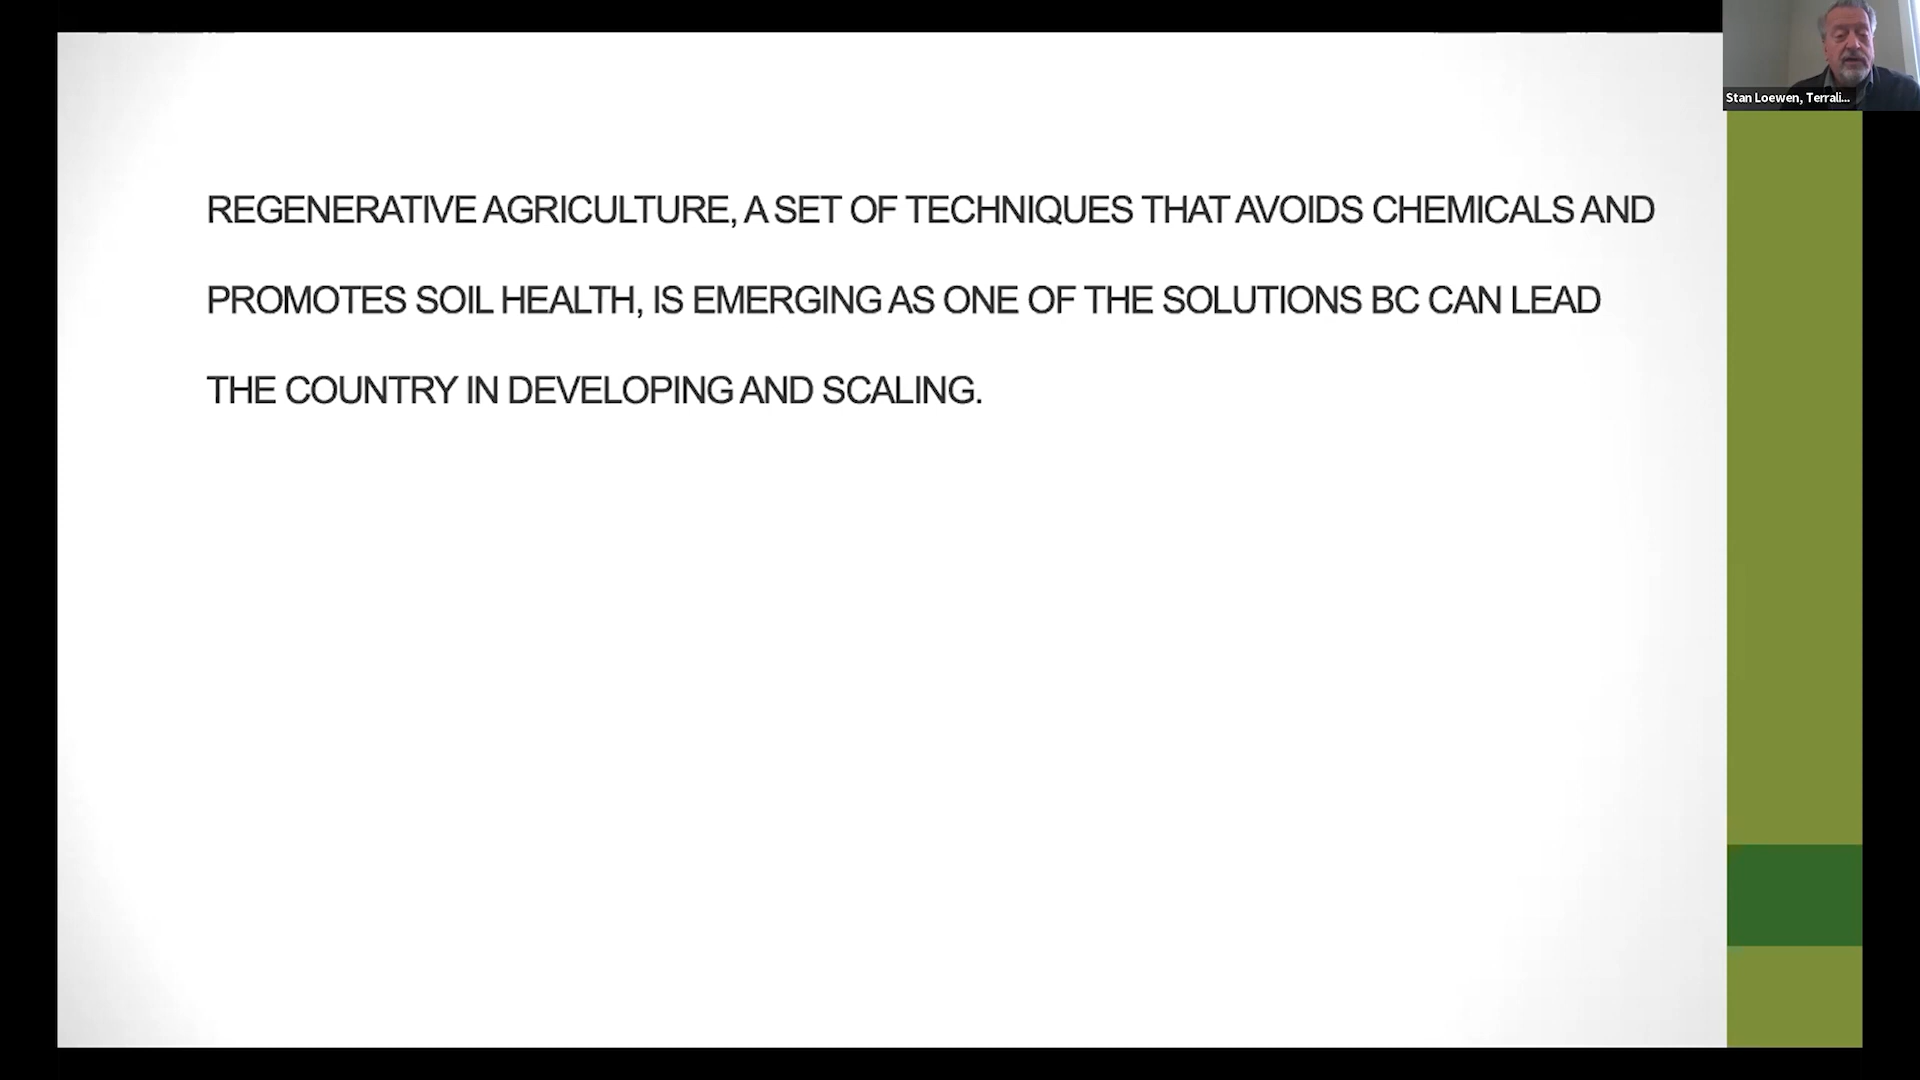 Stan Loewen, Terrali...
REGENERATIVE AGRICULTURE, A SET OF TECHNIQUES THAT AVOIDS CHEMICALS AND
PROMOTES SOIL HEALTH, IS EMERGING AS ONE OF THE SOLUTIONS BC CAN LEAD
THE COUNTRY IN DEVELOPING AND SCALING.